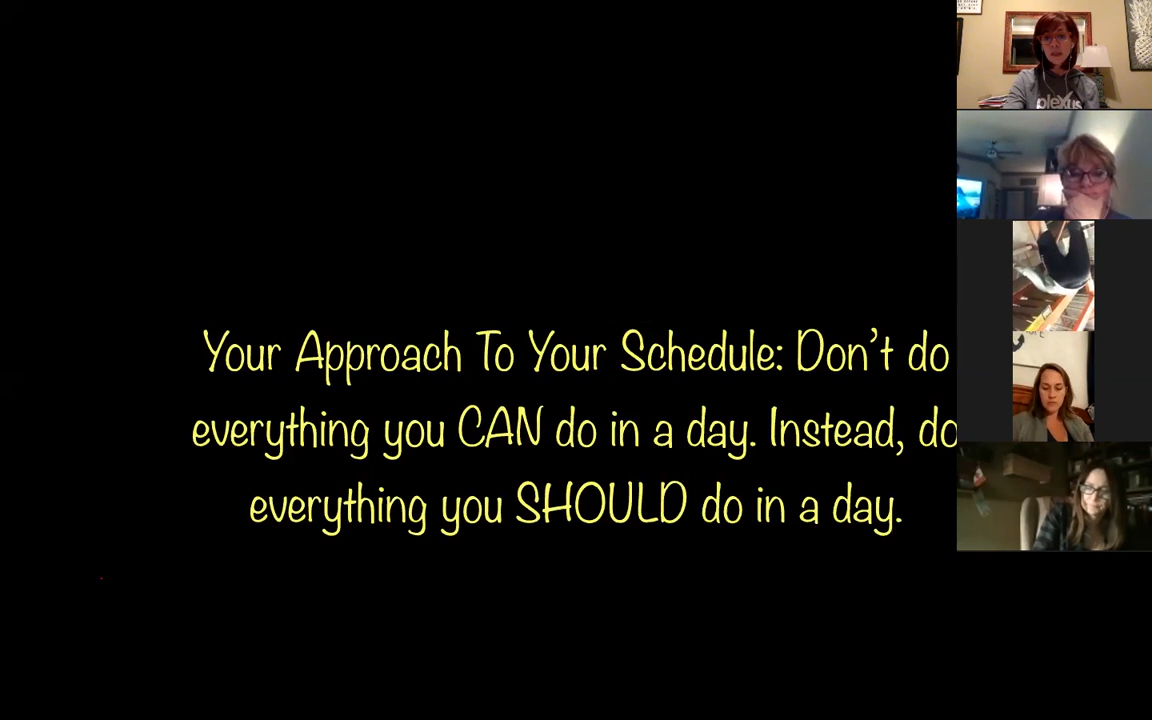 Your Approach To Your Schedule: Don't do
everything you CAN do in a day. Instead, do
everything you SHOULD do in a day.
plexus